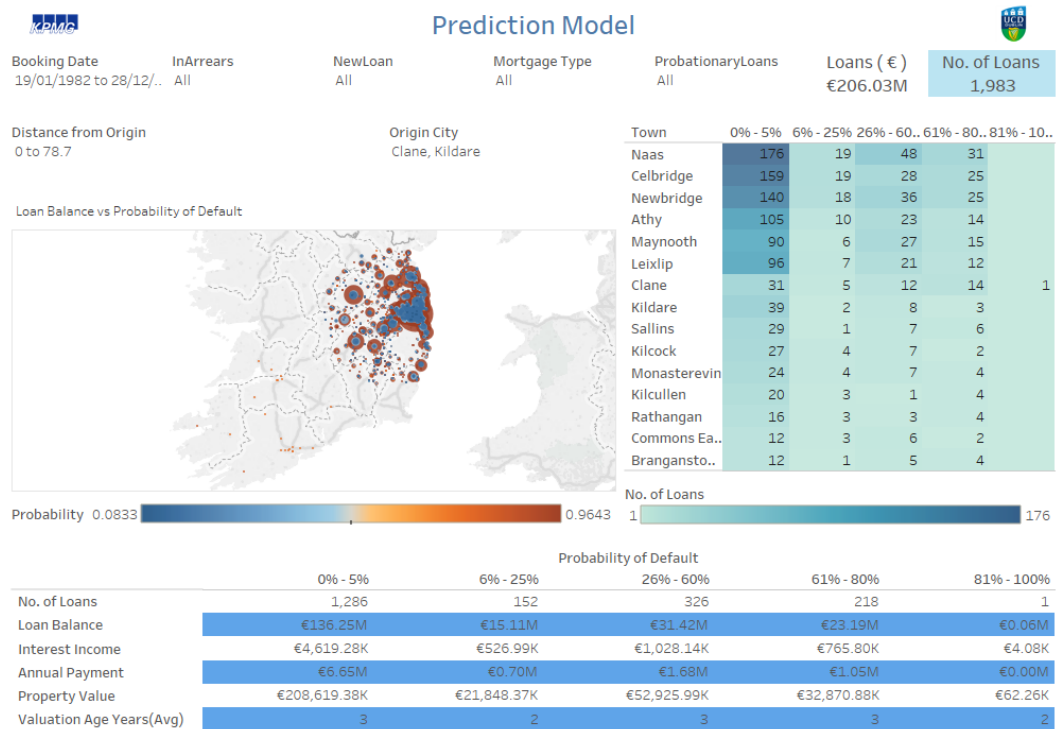 KPMG
Prediction Model
UCD
DUBLIN
Booking Date InArrears NewLoan Mortgage Type ProbationaryLoans Loans ( € ) No. of Loans
19/01/1982 to 28/12/.. All All All All €206.03M 1,983
Distance from Origin Origin City
0 to 78.7 Clane, Kildare
Town 0% - 5% 6% - 25% 26% - 60.. 61% - 80.. 81% - 10..
Naas 176 19 48 31
Celbridge 159 19 28 25
Newbridge 140 18 36 25
Athy 105 10 23 14
Maynooth 90 6 27 15
Leixlip 96 7 21 12
Clane 31 5 12 14 1
Kildare 39 2 8 3
Sallins 29 1 7 6
Kilcock 27 4 7 2
Monasterevin 24 4 7 4
Kilcullen 20 3 1 4
Rathangan 16 3 3 4
Commons Ea.. 12 3 6 2
Brangansto.. 12 1 5 4
Loan Balance vs Probability of Default
Probability 0.0833 0.9643
No. of Loans
1 176
Probability of Default
0% - 5% 6% - 25% 26% - 60% 61% - 80% 81% - 100%
No. of Loans 1,286 152 326 218 1
Loan Balance €136.25M €15.11M €31.42M €23.19M €0.06M
Interest Income €4,619.28K €526.99K €1,028.14K €765.80K €4.08K
Annual Payment €6.65M €0.70M €1.68M €1.05M €0.00M
Property Value €208,619.38K €21,848.37K €52,925.99K €32,870.88K €62.26K
Valuation Age Years(Avg) 3 2 3 3 2